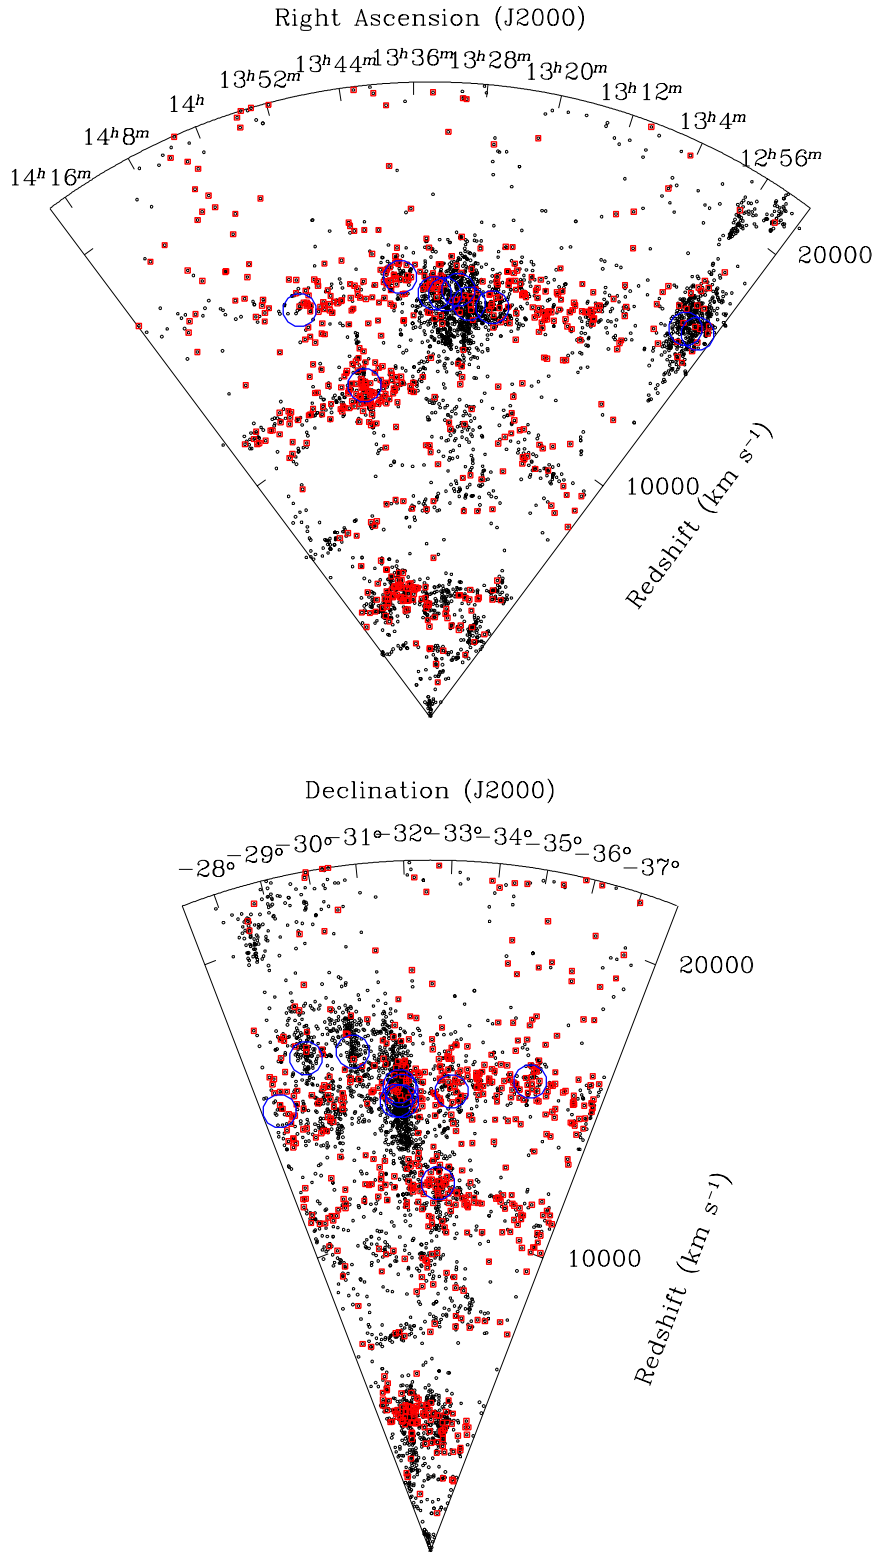 Right Ascension (J2000)
14ʰ16ᵐ 14ʰ8ᵐ 14ʰ 13ʰ52ᵐ 13ʰ44ᵐ 13ʰ36ᵐ 13ʰ28ᵐ 13ʰ20ᵐ 13ʰ12ᵐ 13ʰ4ᵐ 12ʰ56ᵐ
20000
10000
Redshift (km s⁻¹)
Declination (J2000)
−28° −29° −30° −31° −32° −33° −34° −35° −36° −37°
20000
10000
Redshift (km s⁻¹)